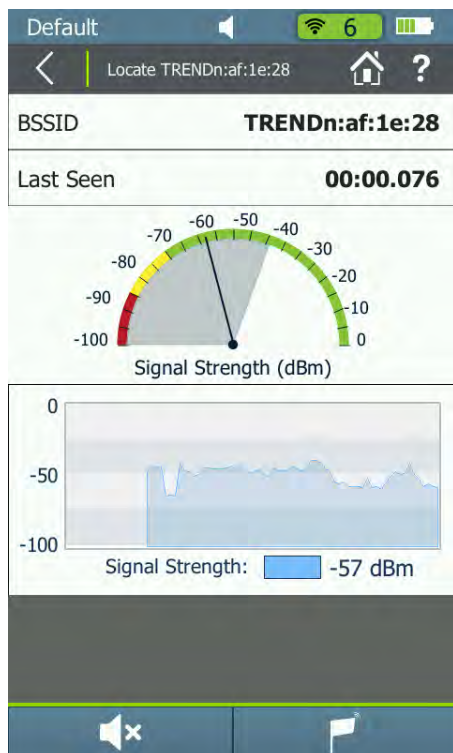 Default 6
Locate TRENDn:af:1e:28 ?
BSSID TRENDn:af:1e:28
Last Seen 00:00.076
-100 -90 -80 -70 -60 -50 -40 -30 -20 -10 0
Signal Strength (dBm)
0
-50
-100
Signal Strength: -57 dBm